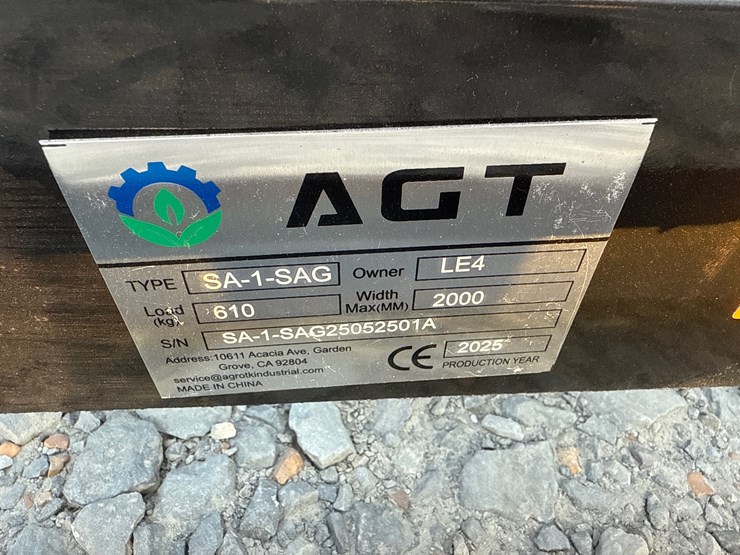 AGT
TYPE SA-1-SAG Owner LE4
Load (kg) 610 Width Max(MM) 2000
S/N SA-1-SAG25052501A
Address:10611 Acacia Ave, Garden
Grove, CA 92804
service@agrotkindustrial.com
MADE IN CHINA
CE 2025
PRODUCTION YEAR